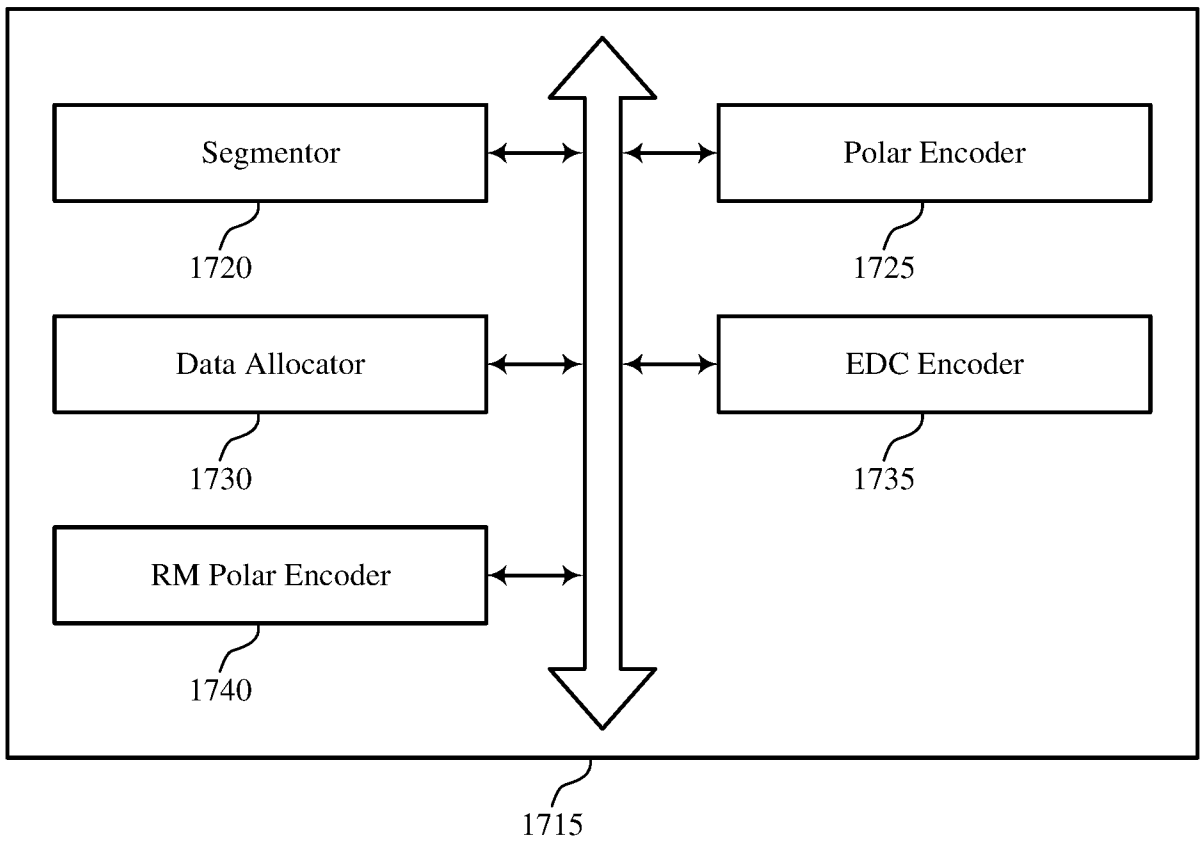 Segmentor
Polar Encoder
1720
1725
Data Allocator
EDC Encoder
1730
1735
RM Polar Encoder
1740
1715